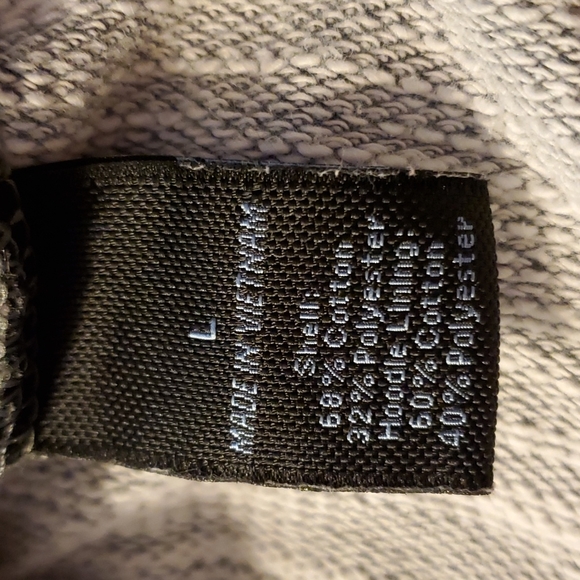 L
MADE IN VIETNAM
Shell:
68% Cotton
32% Polyester
Hoodie Lining:
60% Cotton
40% Polyester